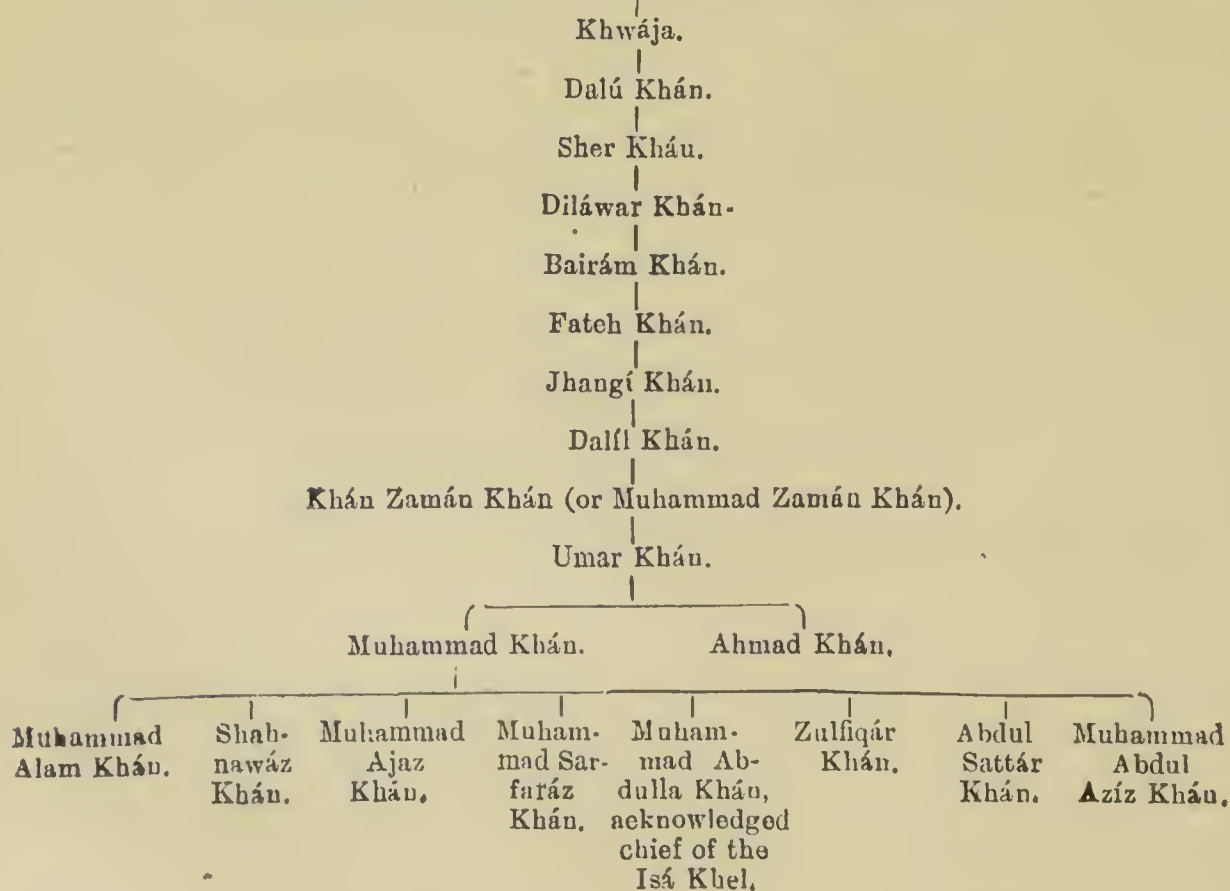 Khwája.
Dalú Khán.
Sher Kháu.
Diláwar Khán.
Bairám Khán.
Fateh Khán.
Jhangí Khán.
Dalíl Khán.
Khán Zamán Khán (or Muhammad Zamán Khán).
Umar Khán.
Muhammad Khán. Ahmad Khán.
Muhammad Alam Khán.
Shah-
nawáz
Khán.
Muhammad
Ajaz
Khán.
Muham-
mad Sar-
faráz
Khán.
Muham-
mad Ab-
dulla Khán,
acknowledged
chief of the
Isá Khel.
Zulfiqár
Khán.
Abdul
Sattár
Khán.
Muhammad
Abdul
Azíz Khán.